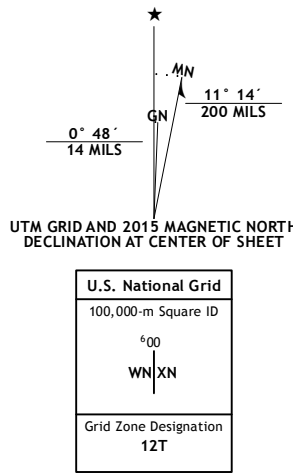 ★
MN
11° 14´
200 MILS
GN
0° 48´
14 MILS
UTM GRID AND 2015 MAGNETIC NORTH
DECLINATION AT CENTER OF SHEET
U.S. National Grid
100,000-m Square ID
⁶00
WN XN
Grid Zone Designation
12T